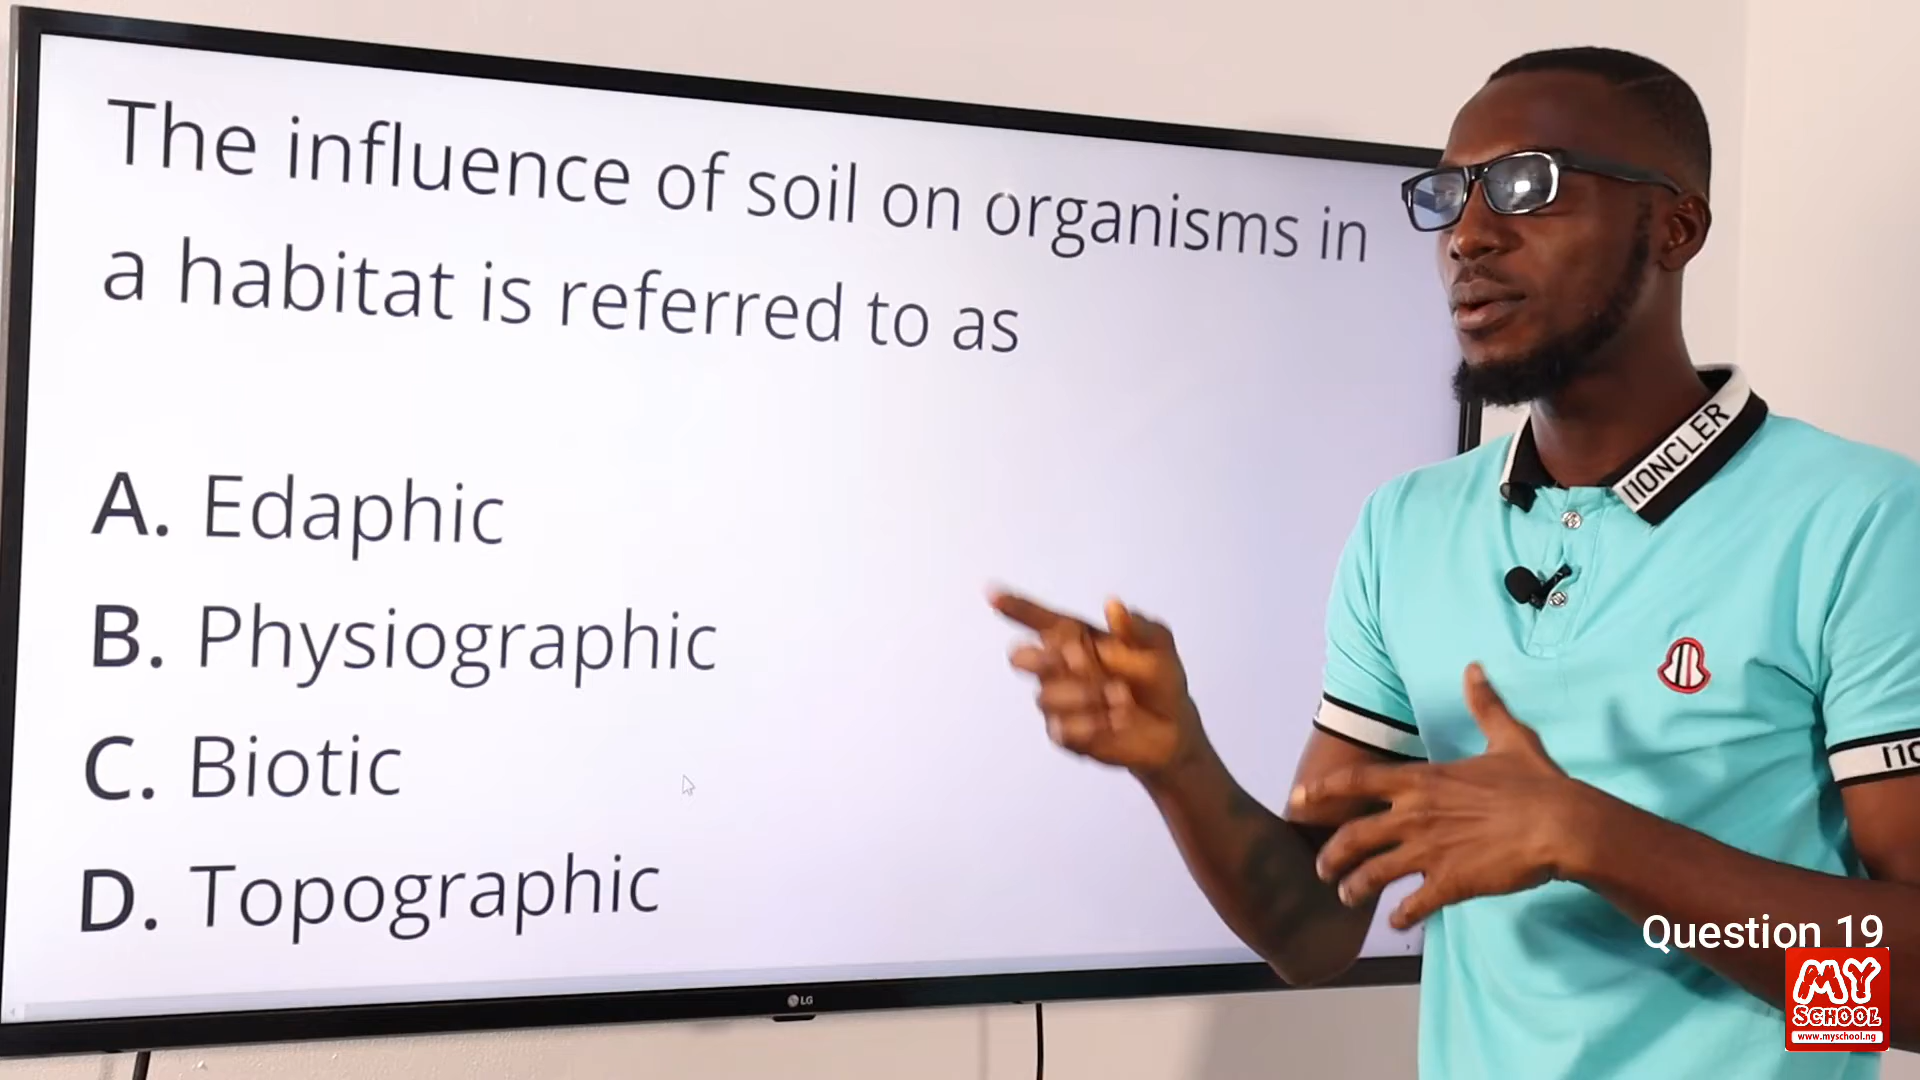 The influence of soil on organisms in
a habitat is referred to as
A. Edaphic
B. Physiographic
C. Biotic
D. Topographic
MONCLER
LG
Question 19
MY
SCHOOL
www.myschool.ng